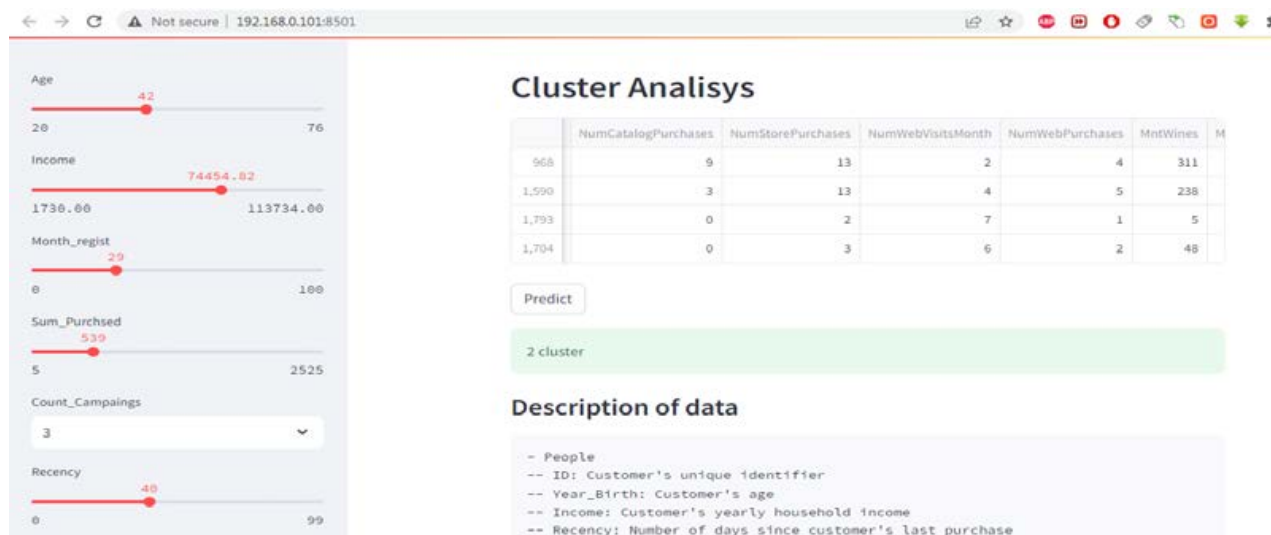 Not secure | 192.168.0.101:8501
Age
42
20 76
Income
74454.82
1730.00 113734.00
Month_regist
29
0 100
Sum_Purchsed
539
5 2525
Count_Campaings
3
Recency
40
0 99
Cluster Analisys
NumCatalogPurchases NumStorePurchases NumWebVisitsMonth NumWebPurchases MntWines M
968 9 13 2 4 311
1,590 3 13 4 5 238
1,793 0 2 7 1 5
1,704 0 3 6 2 48
Predict
2 cluster
Description of data
- People
-- ID: Customer's unique identifier
-- Year_Birth: Customer's age
-- Income: Customer's yearly household income
-- Recency: Number of days since customer's last purchase